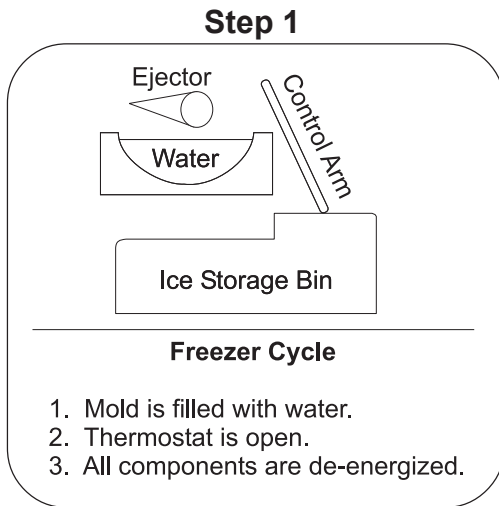 Step 1
Ejector
Control Arm
Water
Ice Storage Bin
Freezer Cycle
1. Mold is filled with water.
2. Thermostat is open.
3. All components are de-energized.